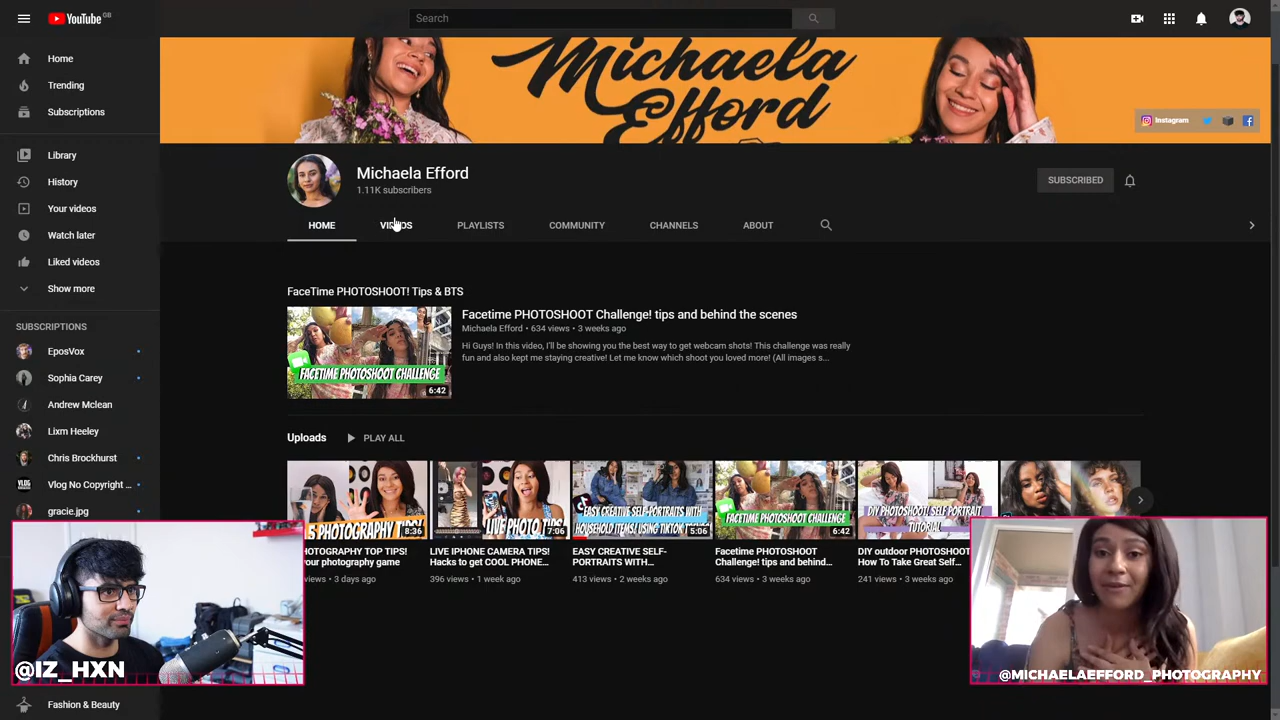 YouTube GB
Search
Home
Trending
Subscriptions
Library
History
Your videos
Watch later
Liked videos
Show more
SUBSCRIPTIONS
EposVox
Sophia Carey
Andrew Mclean
Lixm Heeley
Chris Brockhurst
Vlog No Copyright ...
gracie.jpg
Fashion & Beauty
Michaela
Efford
Instagram
Michaela Efford
1.11K subscribers
SUBSCRIBED
HOME
VIDEOS
PLAYLISTS
COMMUNITY
CHANNELS
ABOUT
FaceTime PHOTOSHOOT! Tips & BTS
FACETIME PHOTOSHOOT CHALLENGE
6:42
Facetime PHOTOSHOOT Challenge! tips and behind the scenes
Michaela Efford • 634 views • 3 weeks ago
Hi Guys! In this video, I'll be showing you the best way to get webcam shots! This challenge was really
fun and also kept me staying creative! Let me know which shoot you loved more! (All images s...
Uploads
PLAY ALL
5 PHOTOGRAPHY TIPS!
8:36
HOTOGRAPHY TOP TIPS!
your photography game
views • 3 days ago
LIVE PHOTO TIPS
7:06
LIVE IPHONE CAMERA TIPS!
Hacks to get COOL PHONE...
396 views • 1 week ago
EASY CREATIVE SELF-PORTRAITS WITH
HOUSEHOLD ITEMS! USING TIKTOK
5:06
EASY CREATIVE SELF-
PORTRAITS WITH...
413 views • 2 weeks ago
FACETIME PHOTOSHOOT CHALLENGE
6:42
Facetime PHOTOSHOOT
Challenge! tips and behind...
634 views • 3 weeks ago
DIY PHOTOSHOOT! SELF PORTRAIT
TUTORIAL
DIY outdoor PHOTOSHOOT
How To Take Great Self...
241 views • 3 weeks ago
@IZ_HXN
@MICHAELAEFFORD_PHOTOGRAPHY